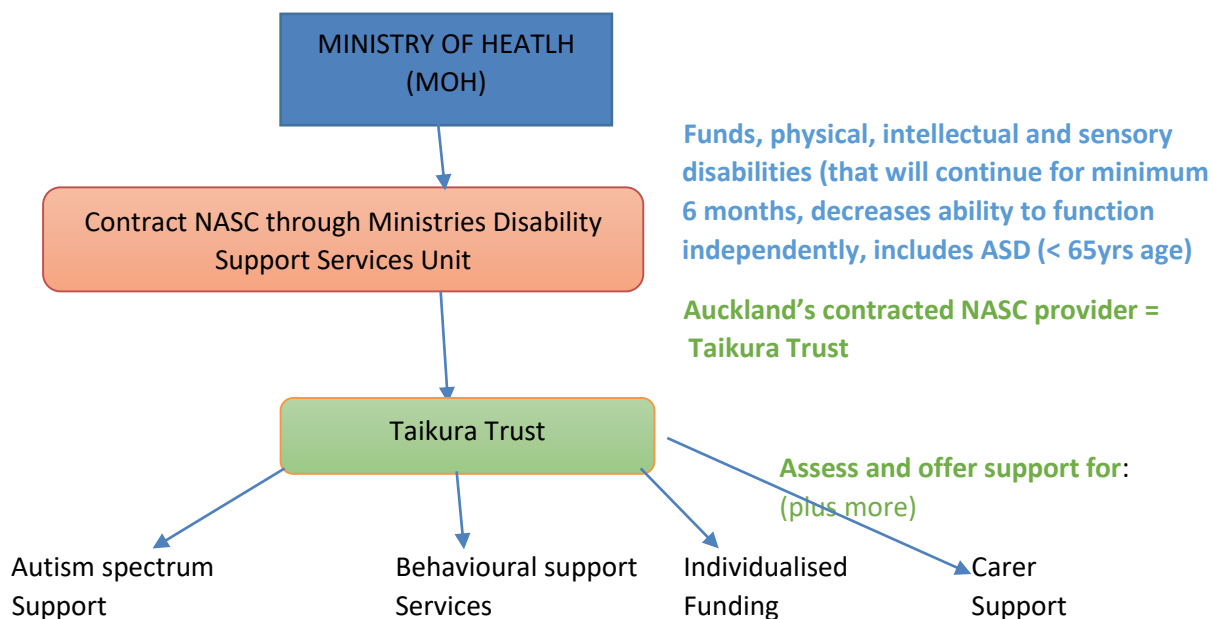 MINISTRY OF HEATLH
(MOH)
Funds, physical, intellectual and sensory
disabilities (that will continue for minimum
6 months, decreases ability to function
independently, includes ASD (< 65yrs age)
Contract NASC through Ministries Disability
Support Services Unit
Auckland’s contracted NASC provider =
Taikura Trust
Taikura Trust
Assess and offer support for:
(plus more)
Autism spectrum
Support
Behavioural support
Services
Individualised
Funding
Carer
Support